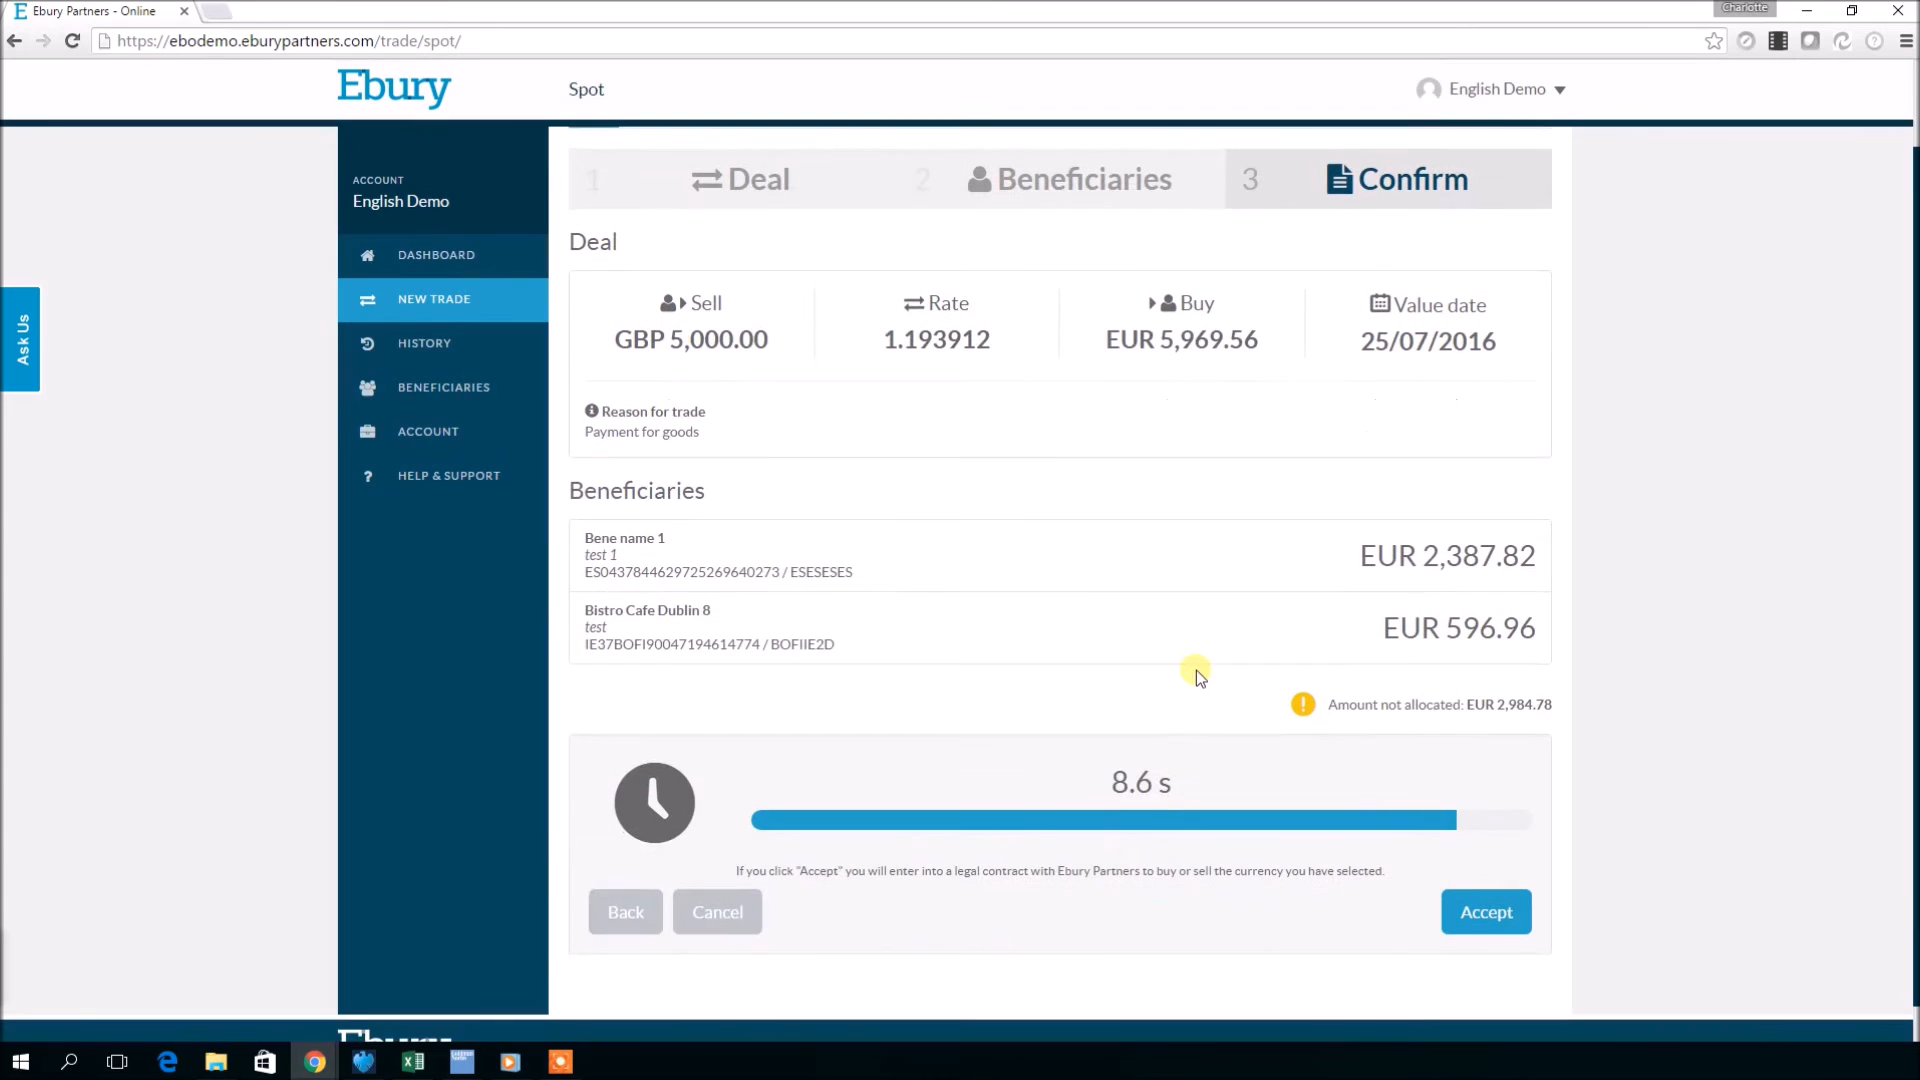 Ebury Partners - Online
Charlotte
https://ebodemo.eburypartners.com/trade/spot/
Ebury
Spot
English Demo
ACCOUNT
English Demo
DASHBOARD
NEW TRADE
HISTORY
BENEFICIARIES
ACCOUNT
HELP & SUPPORT
Ask Us
1 Deal
2 Beneficiaries
3 Confirm
Deal
Sell
GBP 5,000.00
Rate
1.193912
Buy
EUR 5,969.56
Value date
25/07/2016
Reason for trade
Payment for goods
Beneficiaries
Bene name 1
test 1
ES0437844629725269640273 / ESESESES
EUR 2,387.82
Bistro Cafe Dublin 8
test
IE37BOFI90047194614774 / BOFIIE2D
EUR 596.96
Amount not allocated: EUR 2,984.78
8.6 s
If you click "Accept" you will enter into a legal contract with Ebury Partners to buy or sell the currency you have selected.
Back
Cancel
Accept
Ebury